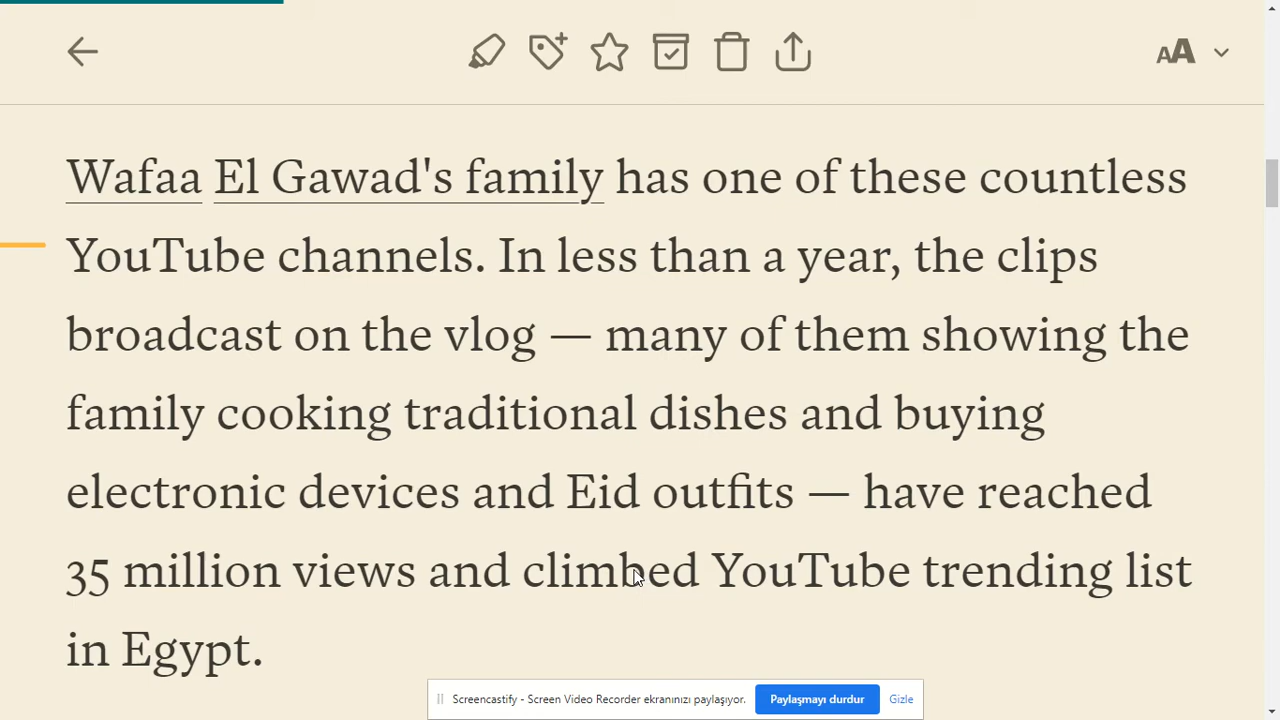 AA
Wafaa El Gawad's family has one of these countless
YouTube channels. In less than a year, the clips
broadcast on the vlog — many of them showing the
family cooking traditional dishes and buying
electronic devices and Eid outfits — have reached
35 million views and climbed YouTube trending list
in Egypt.
Screencastify - Screen Video Recorder ekranınızı paylaşıyor. Paylaşmayı durdur Gizle